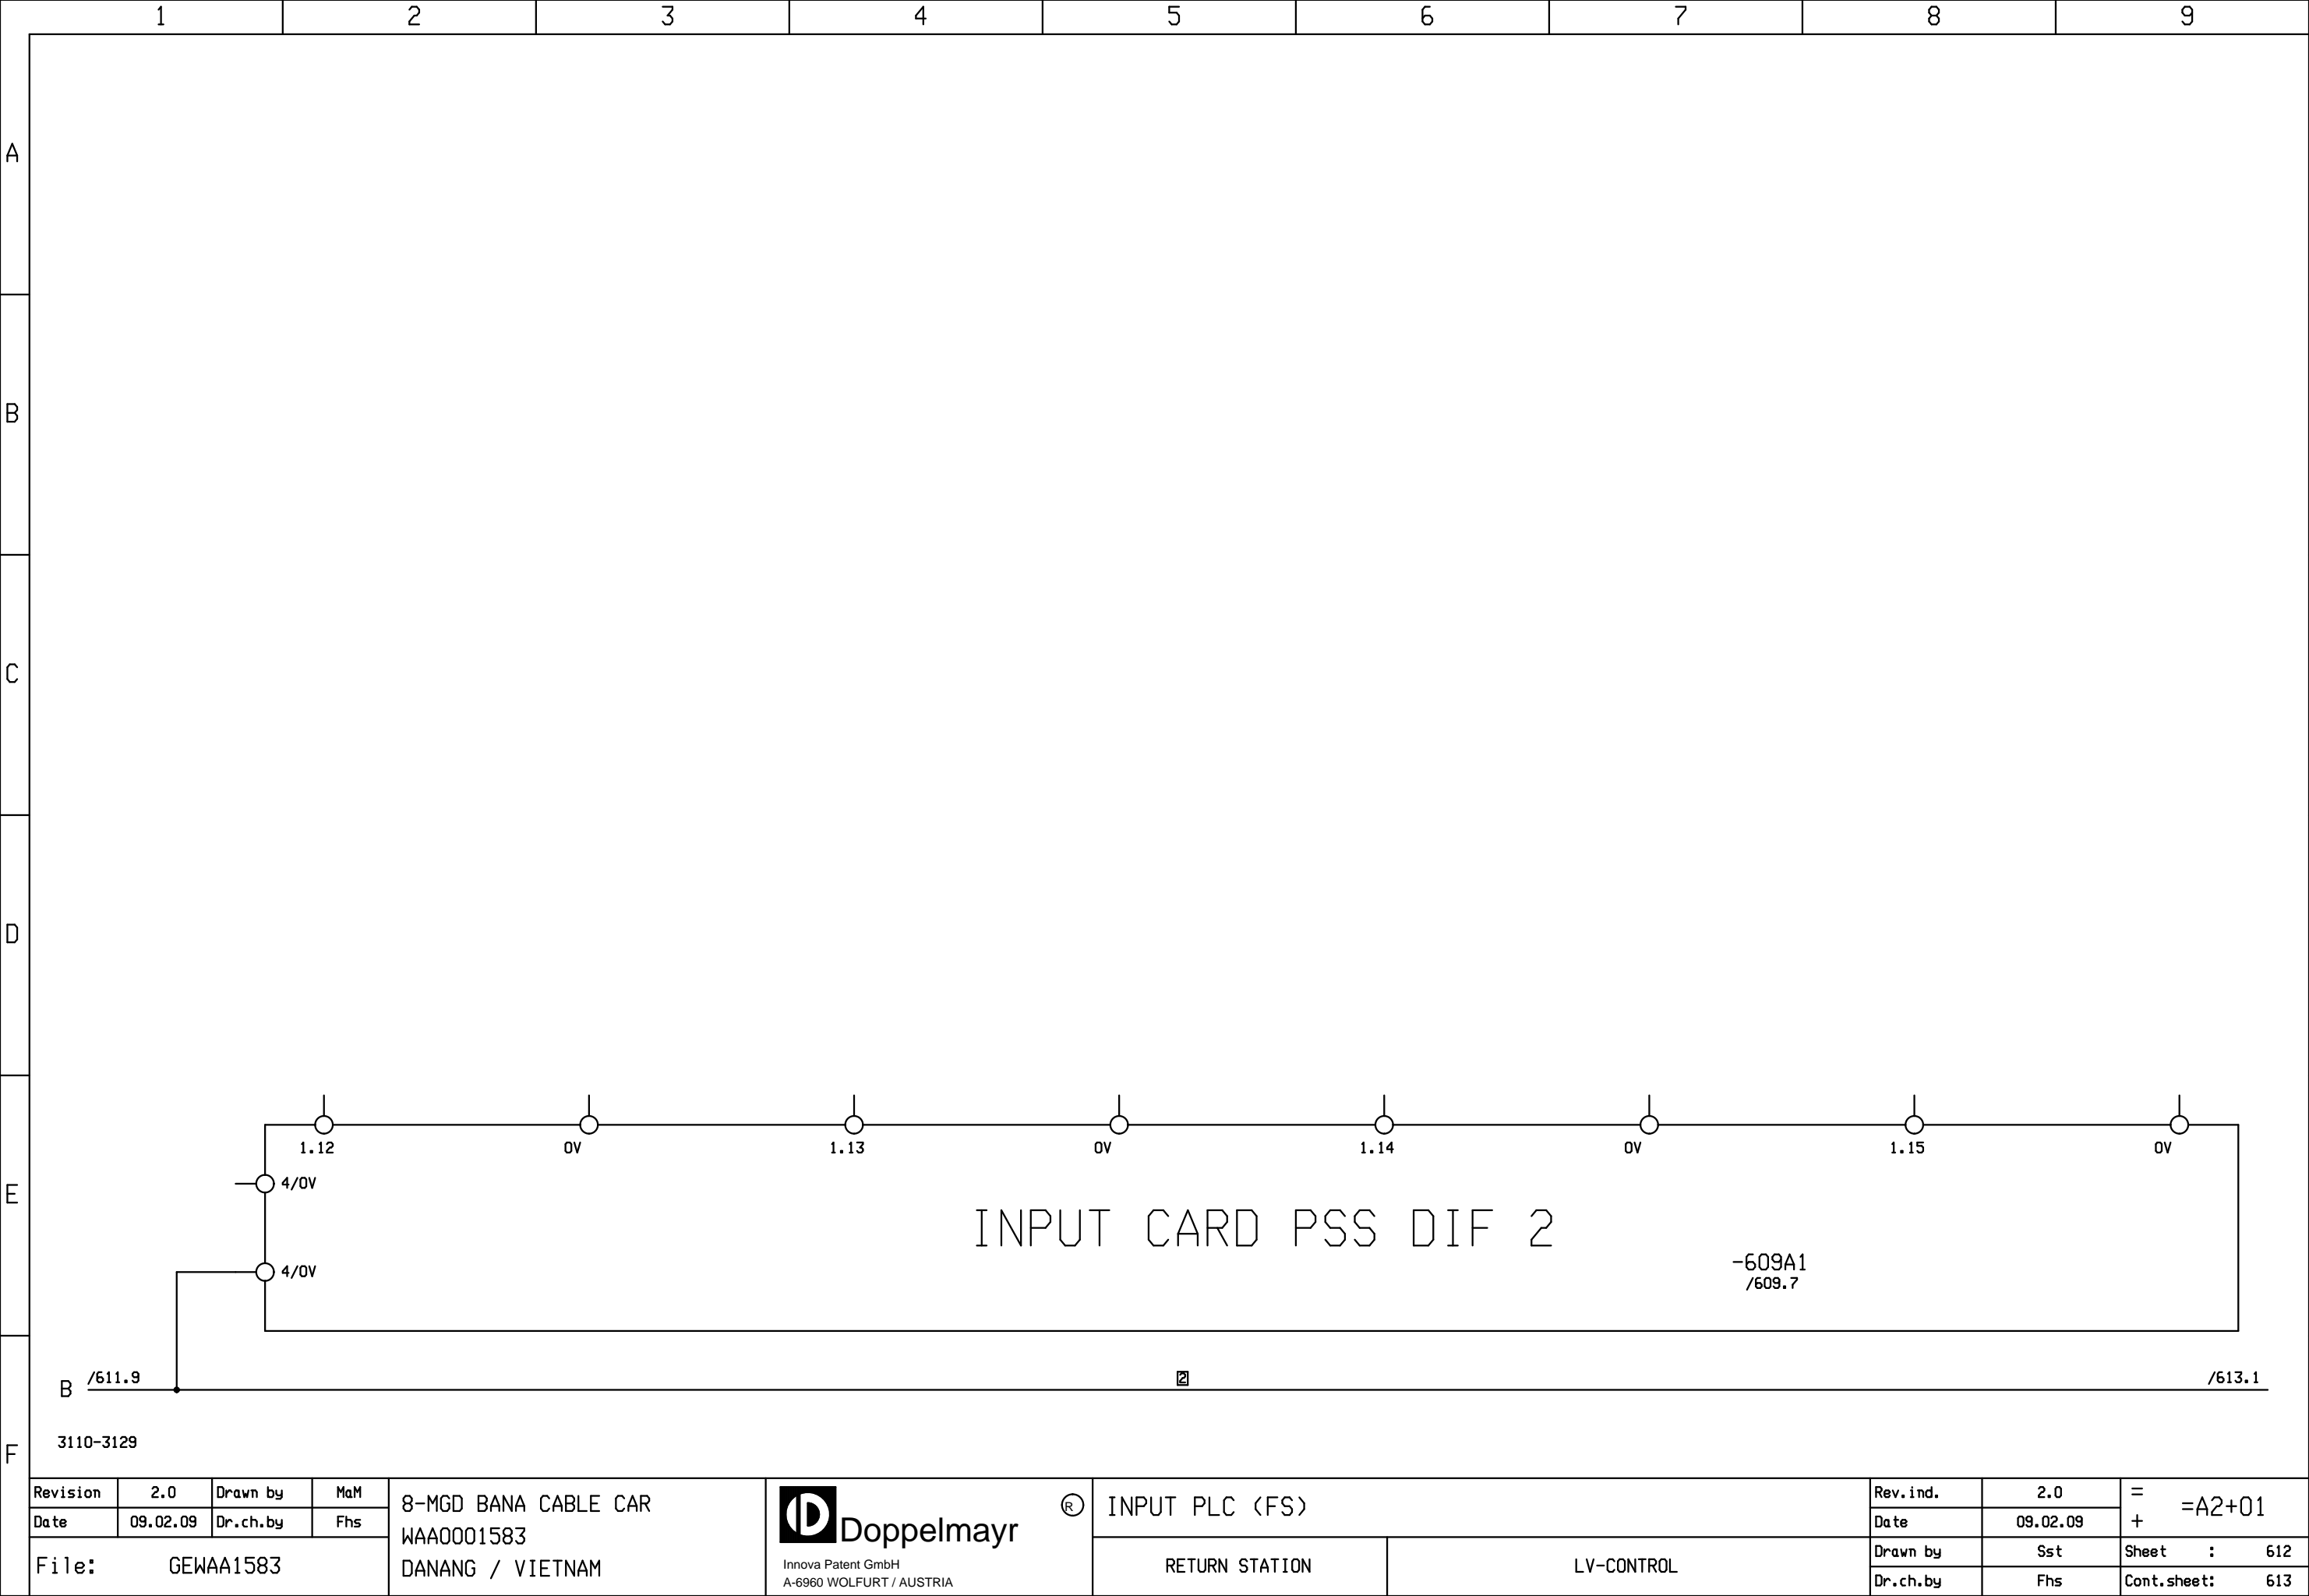 1 2 3 4 5 6 7 8 9
A
B
C
D
E
F
1.12 0V 1.13 0V 1.14 0V 1.15 0V
4/0V
INPUT CARD PSS DIF 2
-609A1
4/0V
/609.7
B /611.9 2 /613.1
3110-3129
Revision 2.0 Drawn by MaM
Date 09.02.09 Dr.ch.by Fhs
File: GEWAA1583
8-MGD BANA CABLE CAR
WAA0001583
DANANG / VIETNAM
Doppelmayr ®
Innova Patent GmbH
A-6960 WOLFURT / AUSTRIA
INPUT PLC (FS)
RETURN STATION LV-CONTROL
Rev.ind. 2.0
Date 09.02.09
Drawn by Sst
Dr.ch.by Fhs
= =A2+01
+
Sheet : 612
Cont.sheet: 613